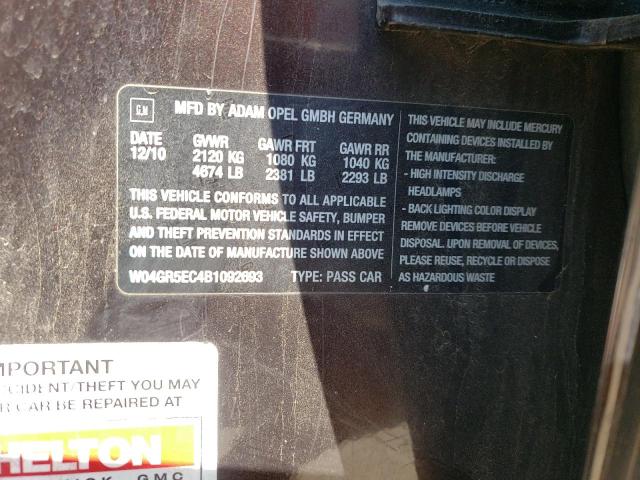 GM
MFD BY ADAM OPEL GMBH GERMANY
DATE GVWR GAWR FRT GAWR RR
12/10 2120 KG 1080 KG 1040 KG
4674 LB 2381 LB 2293 LB
THIS VEHICLE CONFORMS TO ALL APPLICABLE
U.S. FEDERAL MOTOR VEHICLE SAFETY, BUMPER
AND THEFT PREVENTION STANDARDS IN EFFECT
ON THE DATE OF MANUFACTURE SHOWN ABOVE
W04GR5EC4B1092693 TYPE: PASS CAR
THIS VEHICLE MAY INCLUDE MERCURY
CONTAINING DEVICES INSTALLED BY
THE MANUFACTURER:
- HIGH INTENSITY DISCHARGE
HEADLAMPS
- BACK LIGHTING COLOR DISPLAY
REMOVE DEVICES BEFORE VEHICLE
DISPOSAL. UPON REMOVAL OF DEVICES,
PLEASE REUSE, RECYCLE OR DISPOSE
AS HAZARDOUS WASTE
MPORTANT
CCIDENT/THEFT YOU MAY
R CAR BE REPAIRED AT
HELTON
GMC